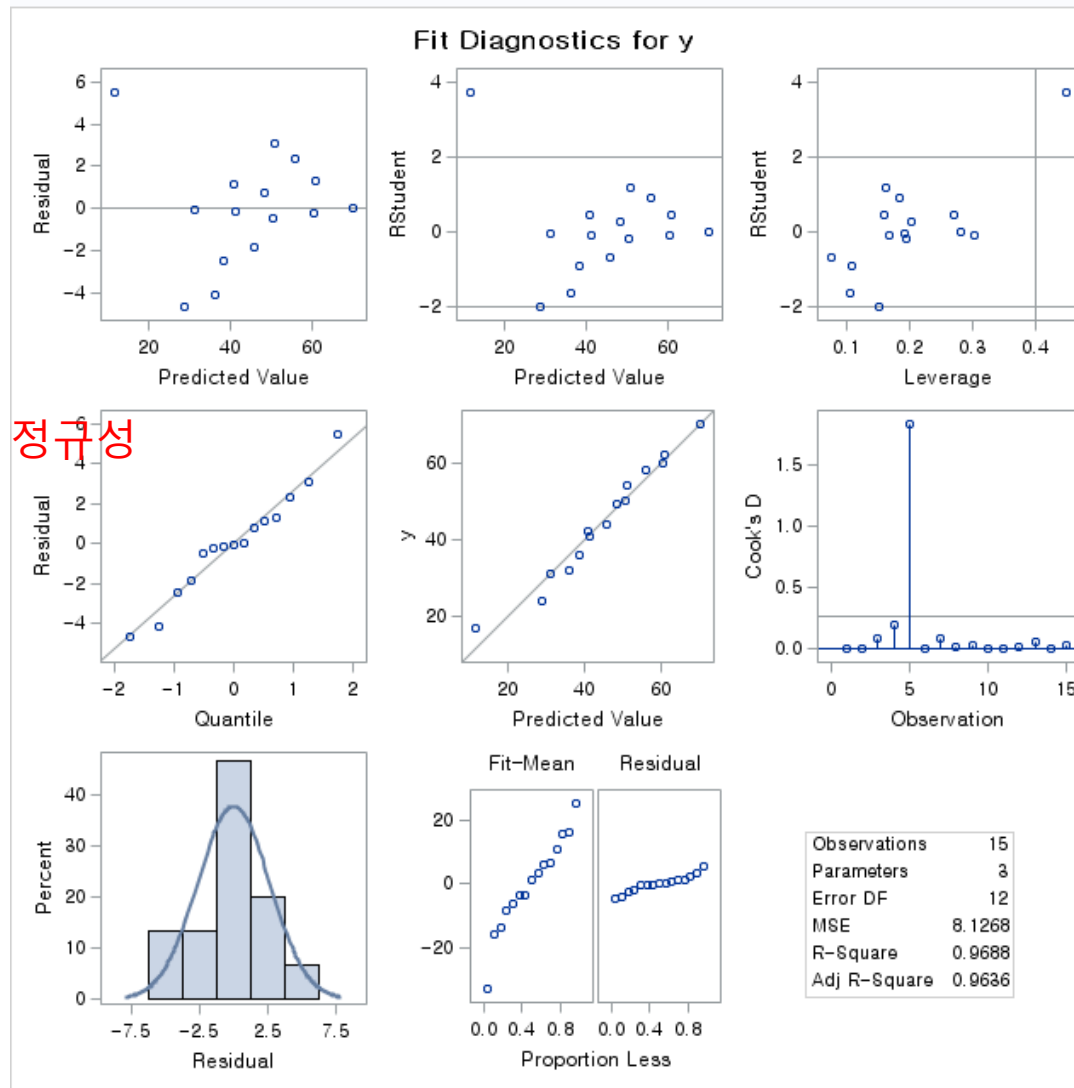 Fit Diagnostics for y
6
4
2
0
−2
−4
Residual
20 40 60
Predicted Value
4
2
0
−2
RStudent
20 40 60
Predicted Value
4
2
0
−2
RStudent
0.1 0.2 0.3 0.4
Leverage
정규성
6
4
2
0
−2
−4
Residual
−2 −1 0 1 2
Quantile
60
40
20
y
20 40 60
Predicted Value
1.5
1.0
0.5
0.0
Cook's D
0 5 10 15
Observation
40
30
20
10
0
Percent
−7.5 −2.5 2.5 7.5
Residual
Fit−Mean Residual
20
0
−20
0.0 0.4 0.8 0.0 0.4 0.8
Proportion Less
Observations 15
Parameters 3
Error DF 12
MSE 8.1268
R−Square 0.9688
Adj R−Square 0.9636